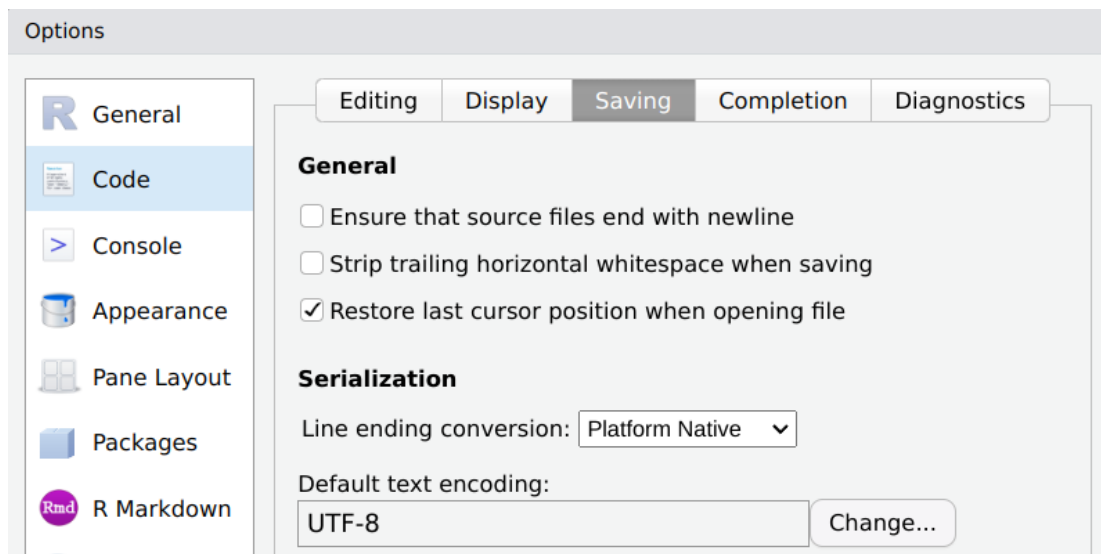 Options
General
Code
Console
Appearance
Pane Layout
Packages
Rmd R Markdown
Editing Display Saving Completion Diagnostics
General
Ensure that source files end with newline
Strip trailing horizontal whitespace when saving
Restore last cursor position when opening file
Serialization
Line ending conversion: Platform Native
Default text encoding:
UTF-8 Change...